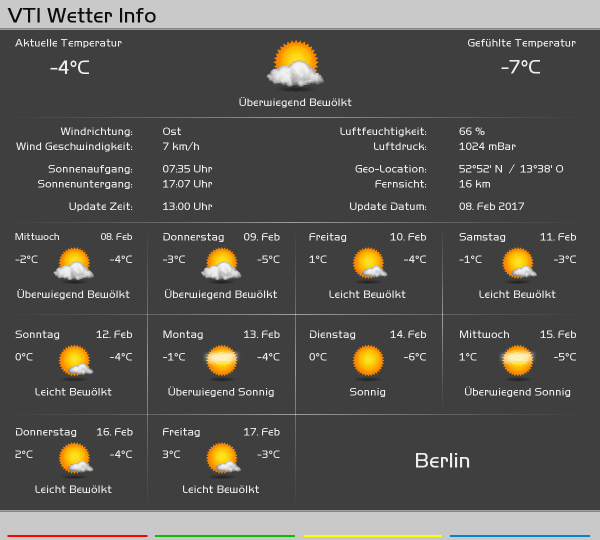 VTI Wetter Info
Aktuelle Temperatur
Gefühlte Temperatur
-4°C
-7°C
Überwiegend Bewölkt
Windrichtung: Ost
Luftfeuchtigkeit: 66 %
Wind Geschwindigkeit: 7 km/h
Luftdruck: 1024 mBar
Sonnenaufgang: 07:35 Uhr
Geo-Location: 52°52' N / 13°38' O
Sonnenuntergang: 17:07 Uhr
Fernsicht: 16 km
Update Zeit: 13:00 Uhr
Update Datum: 08. Feb 2017
Mittwoch 08. Feb
-2°C -4°C
Überwiegend Bewölkt
Donnerstag 09. Feb
-3°C -5°C
Überwiegend Bewölkt
Freitag 10. Feb
1°C -4°C
Leicht Bewölkt
Samstag 11. Feb
-1°C -3°C
Leicht Bewölkt
Sonntag 12. Feb
0°C -4°C
Leicht Bewölkt
Montag 13. Feb
-1°C -4°C
Überwiegend Sonnig
Dienstag 14. Feb
0°C -6°C
Sonnig
Mittwoch 15. Feb
1°C -5°C
Überwiegend Sonnig
Donnerstag 16. Feb
2°C -4°C
Leicht Bewölkt
Freitag 17. Feb
3°C -3°C
Leicht Bewölkt
Berlin